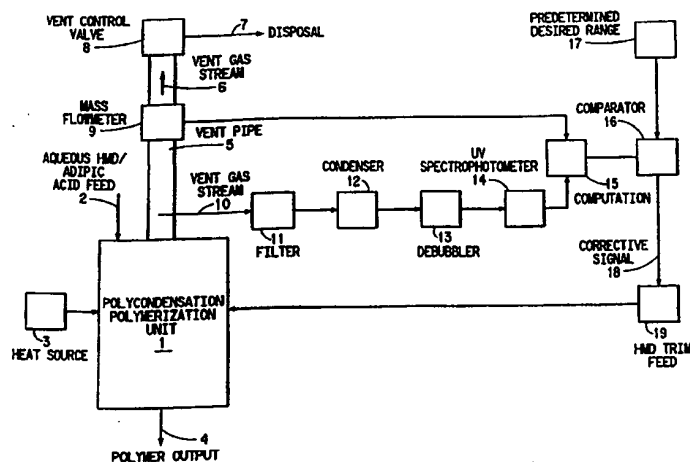 VENT CONTROL
VALVE
8
7
DISPOSAL
VENT GAS
STREAM
6
MASS
FLOWMETER
9
VENT PIPE
5
AQUEOUS HMD/
ADIPIC
ACID FEED
2
VENT GAS
STREAM
10
11
FILTER
CONDENSER
12
13
DEBUBBLER
UV
SPECTROPHOTOMETER
14
15
COMPUTATION
PREDETERMINED
DESIRED RANGE
17
COMPARATOR
16
CORRECTIVE
SIGNAL
18
19
HMD TRIM
FEED
POLYCONDENSATION
POLYMERIZATION
UNIT
1
3
HEAT SOURCE
4
POLYMER OUTPUT